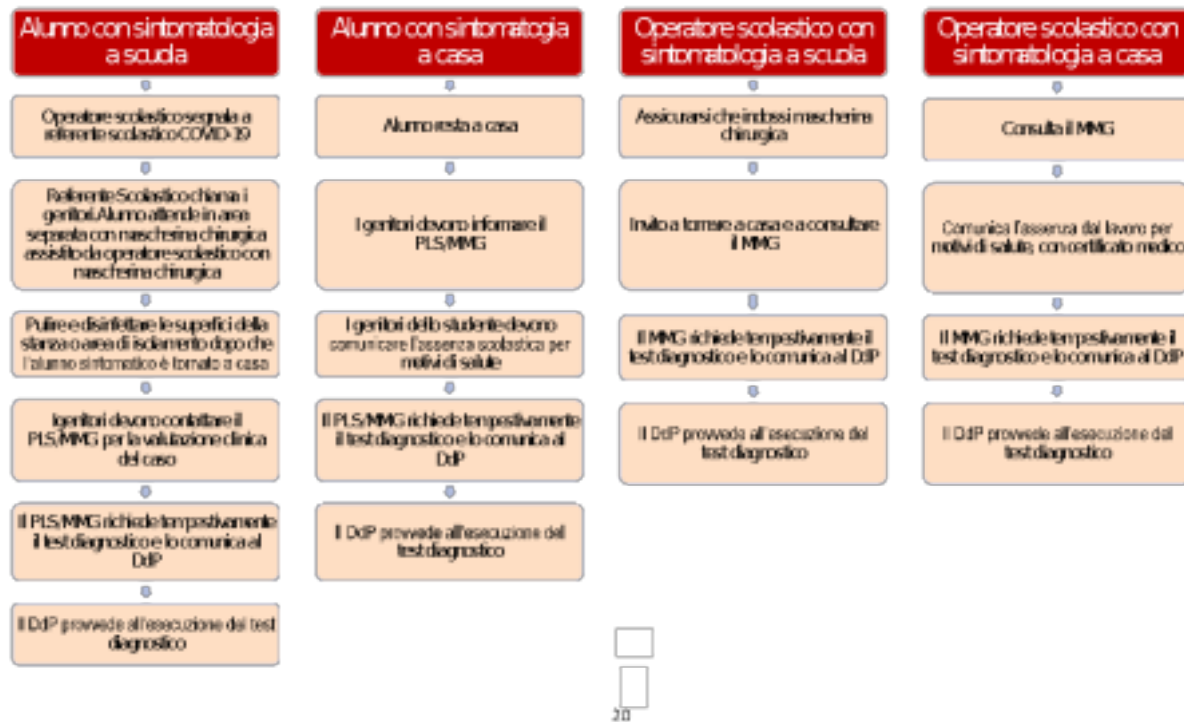 Alunno con sintomatologia
a scuola
Operatore scolastico segnala a
referente scolastico COVID-19
Referente Scolastico chiama i
genitori. Alunno attende in area
separata con mascherina chirurgica
assistito da operatore scolastico con
mascherina chirurgica
Pulire e disinfettare le superfici della
stanza o area di isolamento dopo che
l'alunno sintomatico è tornato a casa
I genitori devono contattare il
PLS/MMG per la valutazione clinica
del caso
Il PLS/MMG richiede tempestivamente
il test diagnostico e lo comunica al
DdP
Il DdP provvede all'esecuzione del test
diagnostico
Alunno con sintomatogia
a casa
Alunno resta a casa
I genitori devono informare il
PLS/MMG
I genitori dello studente devono
comunicare l'assenza scolastica per
motivi di salute
Il PLS/MMG richiede tempestivamente
il test diagnostico e lo comunica al
DdP
Il DdP provvede all'esecuzione del
test diagnostico
Operatore scolastico con
sintomatologia a scuola
Assicurarsi che indossi mascherina
chirurgica
Invito a tornare a casa e a consultare
il MMG
Il MMG richiede tempestivamente il
test diagnostico e lo comunica al DdP
Il DdP provvede all'esecuzione del
test diagnostico
Operatore scolastico con
sintomatologia a casa
Consulta il MMG
Comunica l'assenza dal lavoro per
motivi di salute, con certificato medico
Il MMG richiede tempestivamente il
test diagnostico e lo comunica al DdP
Il DdP provvede all'esecuzione del
test diagnostico
20